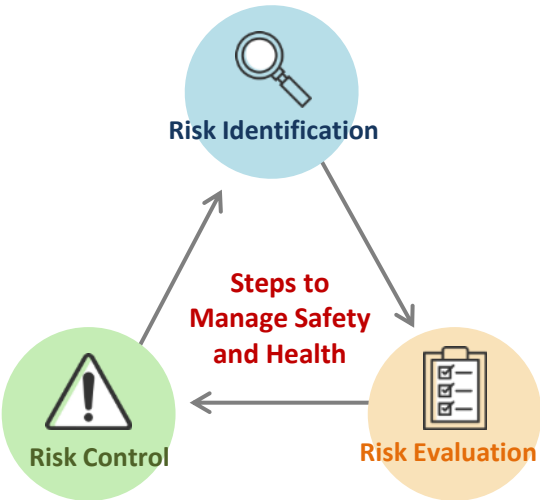 Risk Identification
Steps to
Manage Safety
and Health
Risk Control
Risk Evaluation